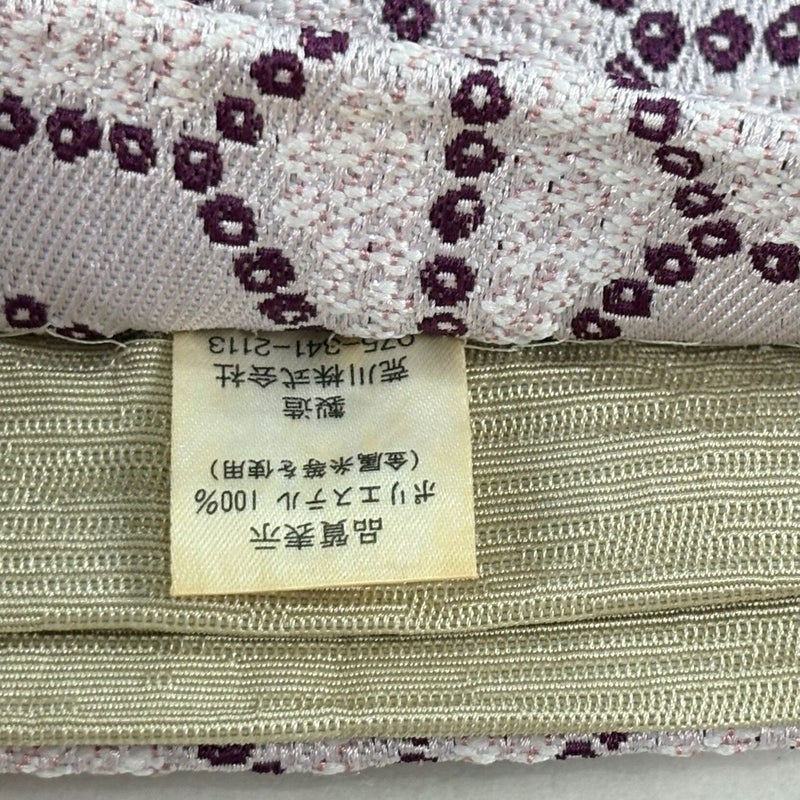 品質表示
ポリエステル 100%
(金属糸等を使用)
製造
荒川株式会社
075-341-2113